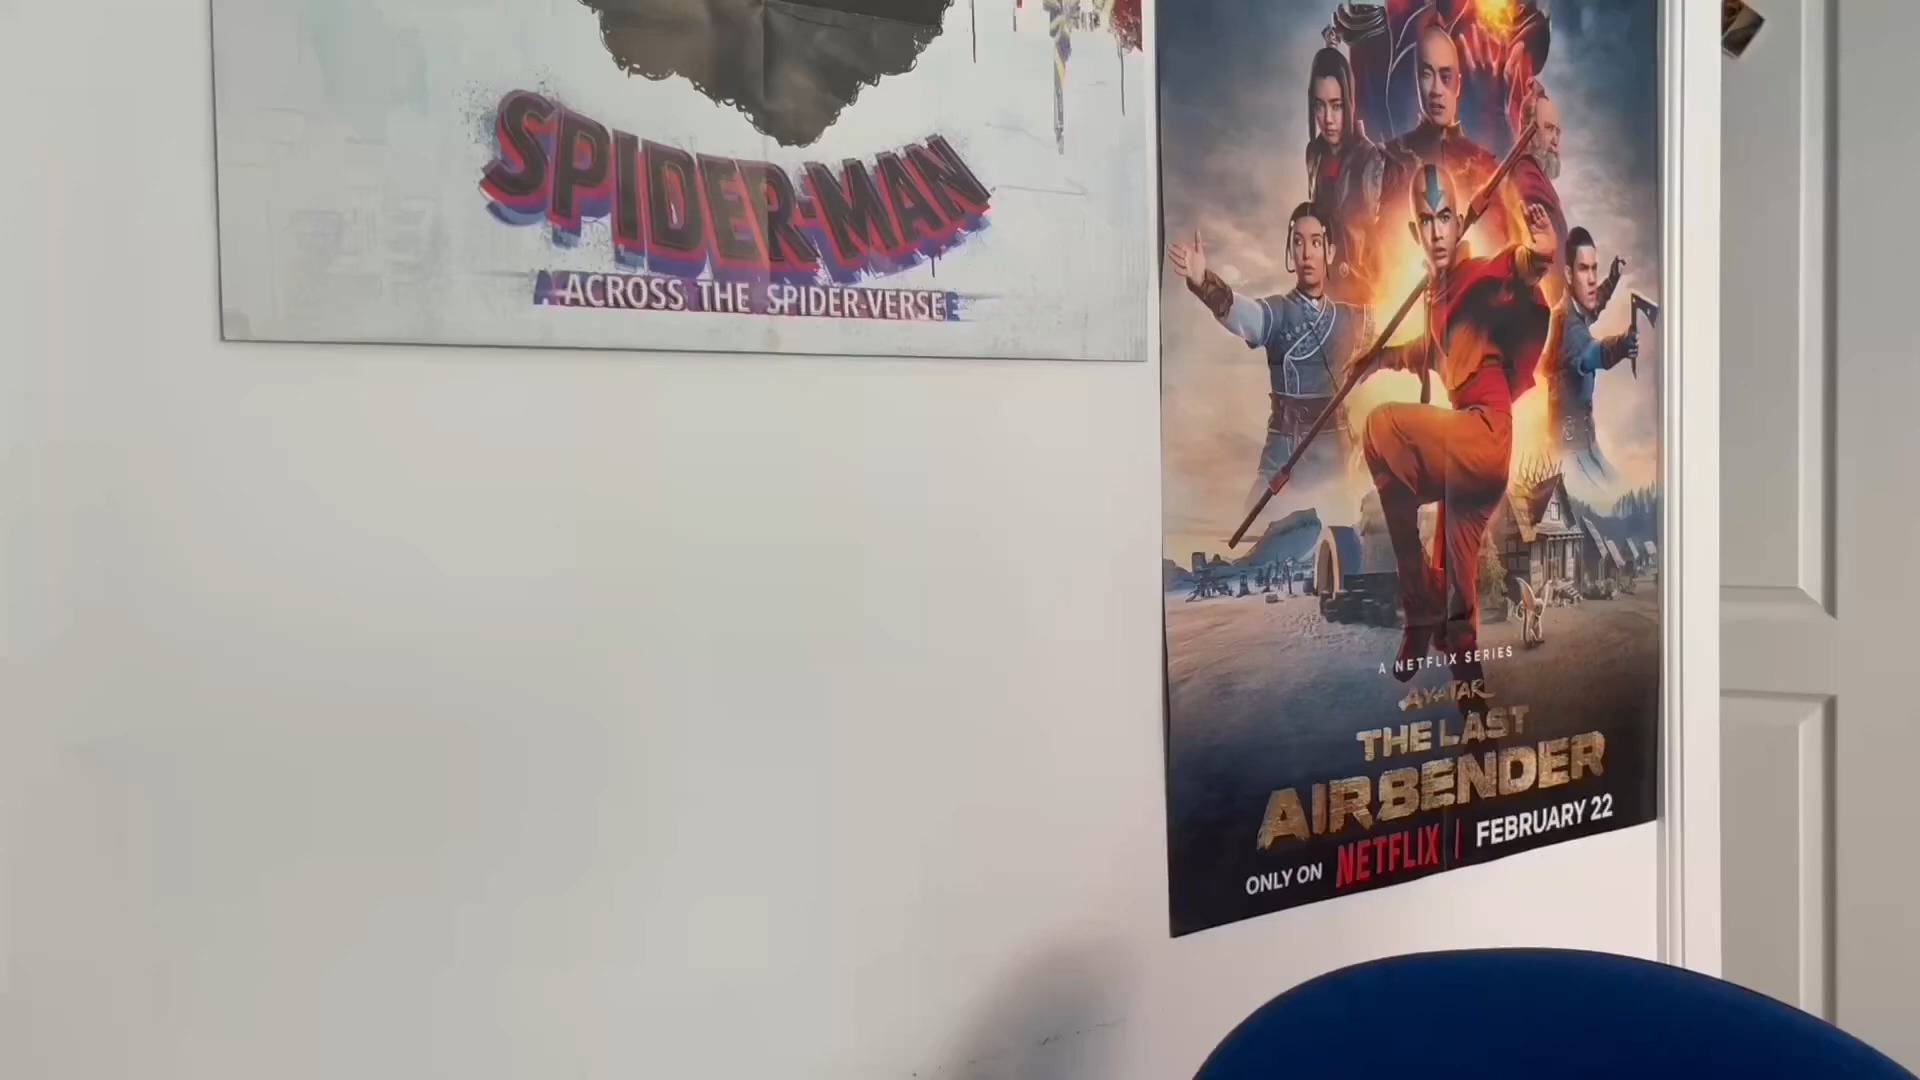 SPIDER-MAN
ACROSS THE SPIDER-VERSE
A NETFLIX SERIES
AVATAR
THE LAST
AIRBENDER
ONLY ON NETFLIX | FEBRUARY 22